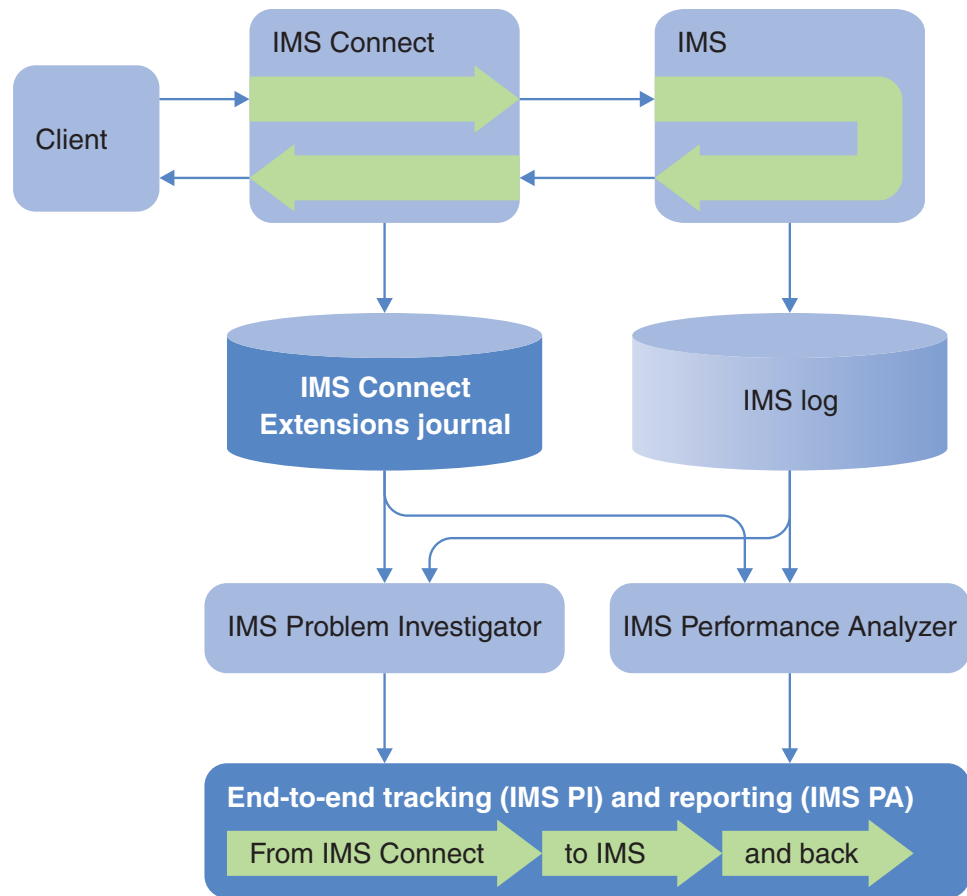 IMS Connect
IMS
Client
IMS Connect
Extensions journal
IMS log
IMS Problem Investigator
IMS Performance Analyzer
End-to-end tracking (IMS PI) and reporting (IMS PA)
From IMS Connect
to IMS
and back